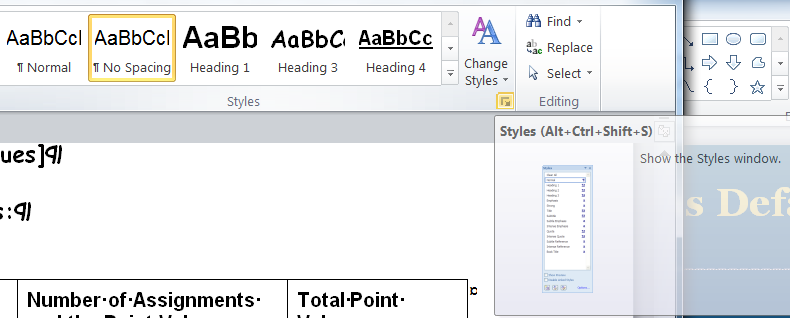 AaBbCcI AaBbCcI AaBb AaBbC AaBbCc
¶ Normal ¶ No Spacing Heading 1 Heading 3 Heading 4
Change
Styles
Find
Replace
Select
Styles
Editing
Styles (Alt+Ctrl+Shift+S)
Show the Styles window.
ues]¶
s:¶
s Defa
Number·of·Assignments·
Total·Point·